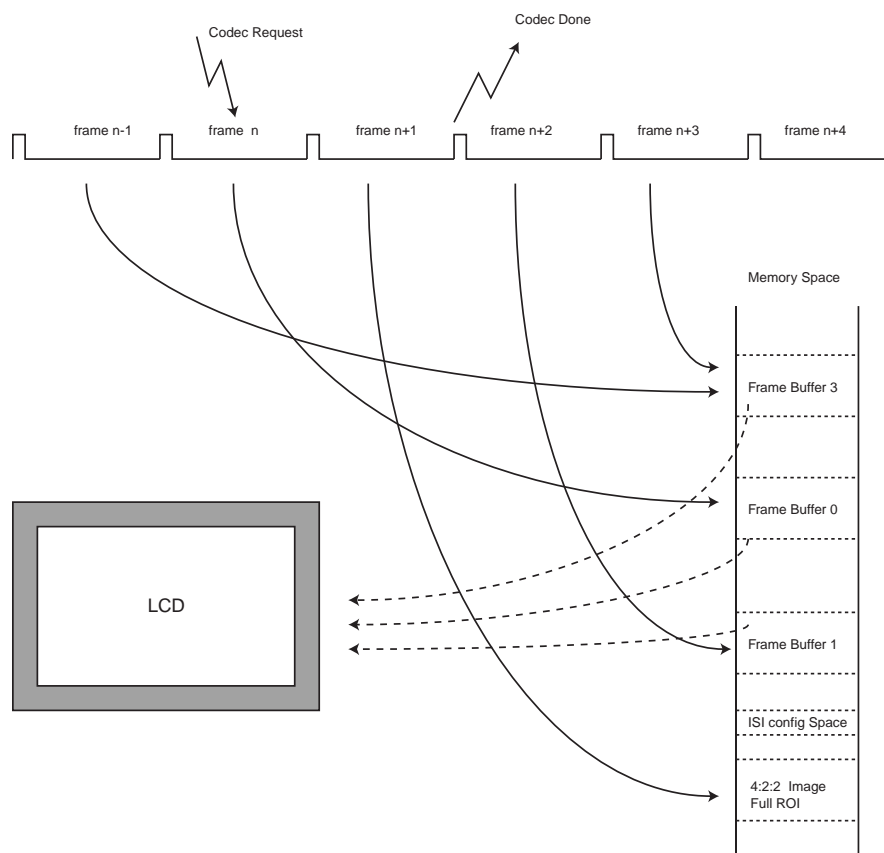 Codec Request
Codec Done
frame n-1
frame n
frame n+1
frame n+2
frame n+3
frame n+4
Memory Space
Frame Buffer 3
Frame Buffer 0
LCD
Frame Buffer 1
ISI config Space
4:2:2 Image
Full ROI